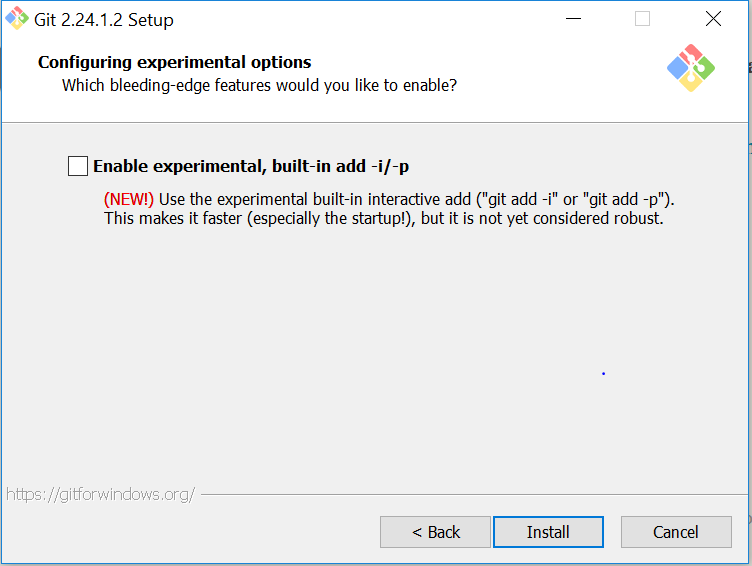 Git 2.24.1.2 Setup
Configuring experimental options
Which bleeding-edge features would you like to enable?
Enable experimental, built-in add -i/-p
(NEW!) Use the experimental built-in interactive add ("git add -i" or "git add -p").
This makes it faster (especially the startup!), but it is not yet considered robust.
https://gitforwindows.org/
< Back
Install
Cancel